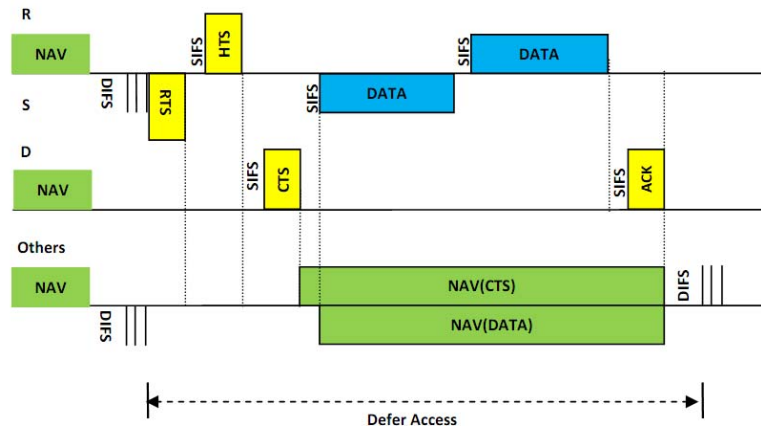 R
NAV
SIFS
HTS
SIFS
DATA
DIFS
RTS
S
SIFS
DATA
D
NAV
SIFS
CTS
SIFS
ACK
Others
NAV
NAV(CTS)
DIFS
DIFS
NAV(DATA)
Defer Access